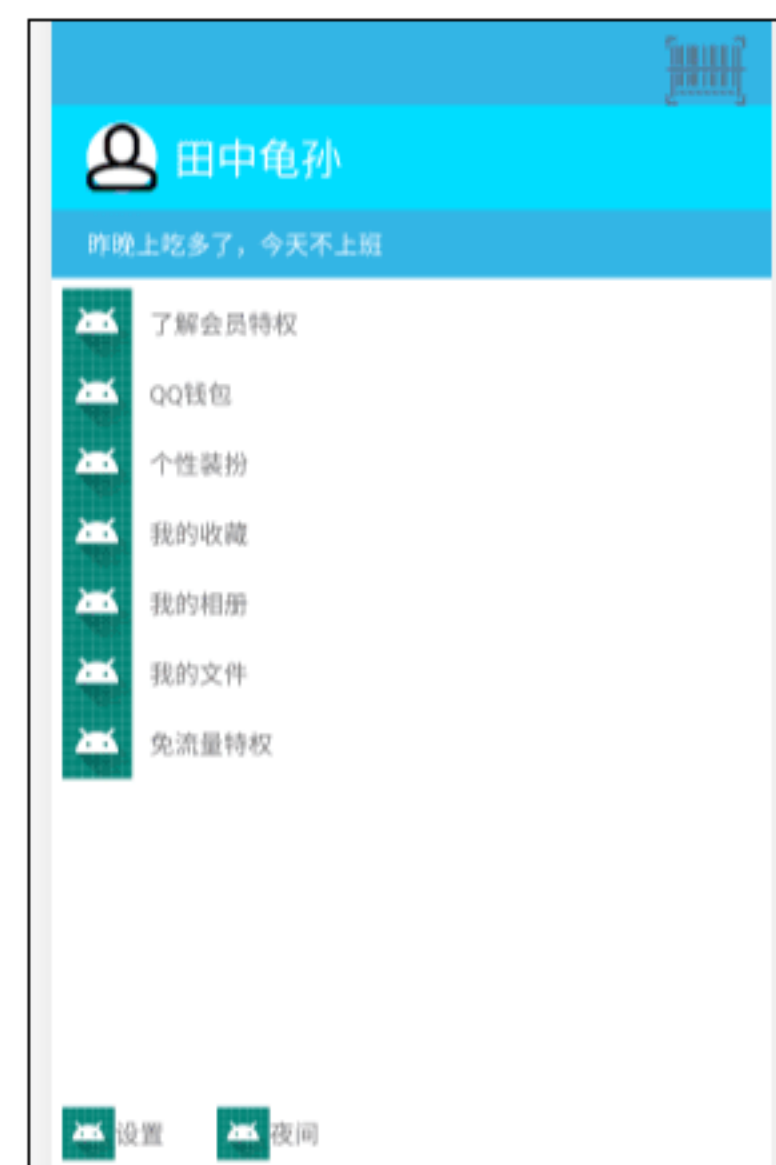 田中龟孙
昨晚上吃多了，今天不上班
了解会员特权
QQ钱包
个性装扮
我的收藏
我的相册
我的文件
免流量特权
设置 夜间